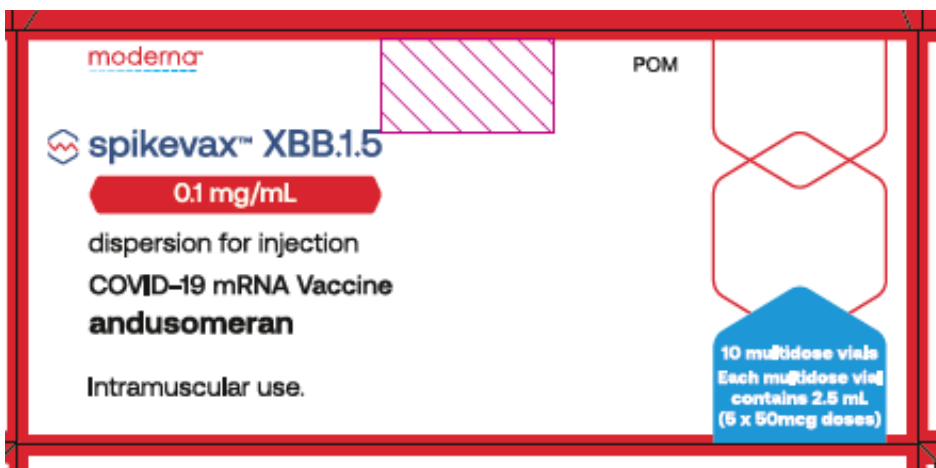 moderna™
POM
spikevax™ XBB.1.5
0.1 mg/mL
dispersion for injection
COVID-19 mRNA Vaccine
andusomeran
Intramuscular use.
10 multidose vials
Each multidose vial
contains 2.5 mL
(5 x 50mcg doses)